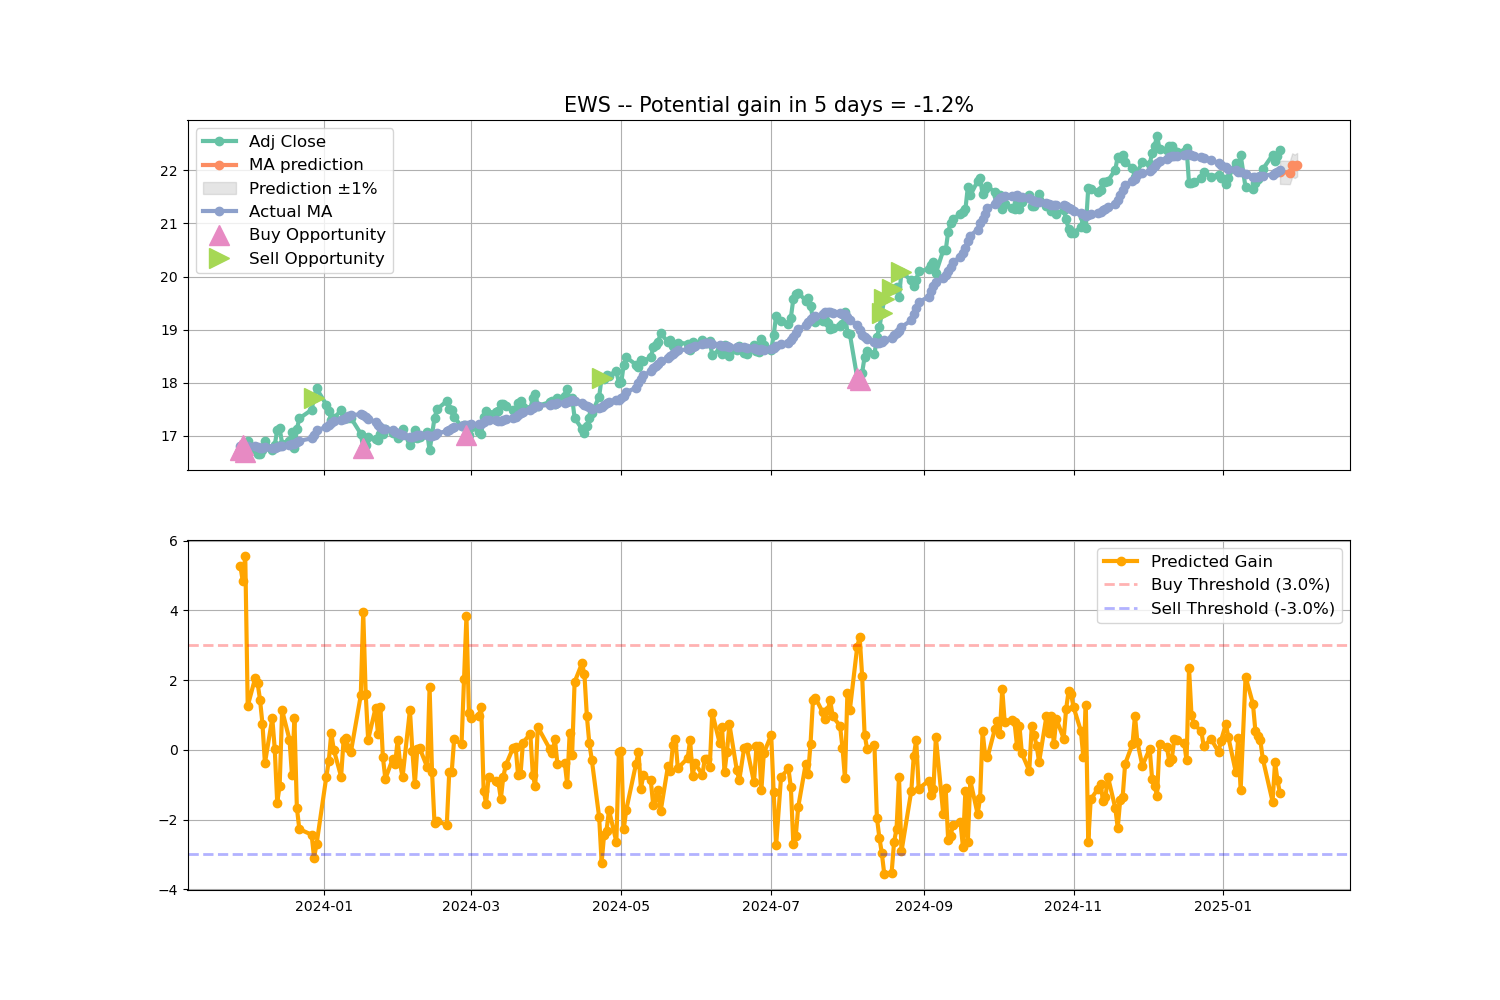 EWS -- Potential gain in 5 days = -1.2%
Adj Close
MA prediction
Prediction ±1%
Actual MA
Buy Opportunity
Sell Opportunity
22
21
20
19
18
17
6
4
2
0
−2
−4
Predicted Gain
Buy Threshold (3.0%)
Sell Threshold (-3.0%)
2024-01
2024-03
2024-05
2024-07
2024-09
2024-11
2025-01